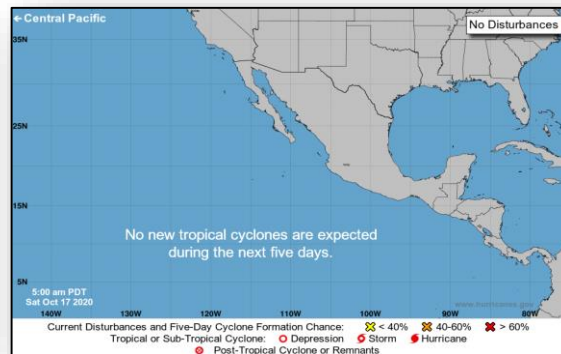 ← Central Pacific
No Disturbances
35N
25N
15N
5N
No new tropical cyclones are expected
during the next five days.
5:00 am PDT
Sat Oct 17 2020
www.hurricanes.gov
140W 130W 120W 110W 100W 90W 80W
Current Disturbances and Five-Day Cyclone Formation Chance: < 40% 40-60% > 60%
Tropical or Sub-Tropical Cyclone: Depression Storm Hurricane
Post-Tropical Cyclone or Remnants